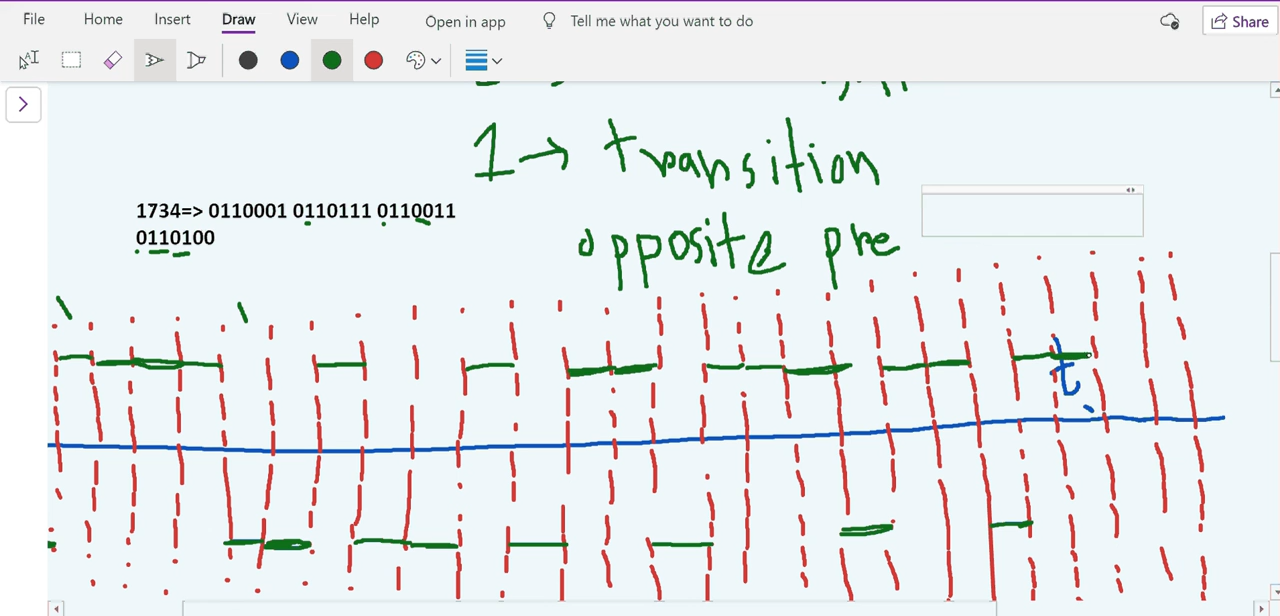 File Home Insert Draw View Help Open in app Tell me what you want to do Share
1 → transition
1734=> 0110001 0110111 0110011
0110100
opposite pre
t